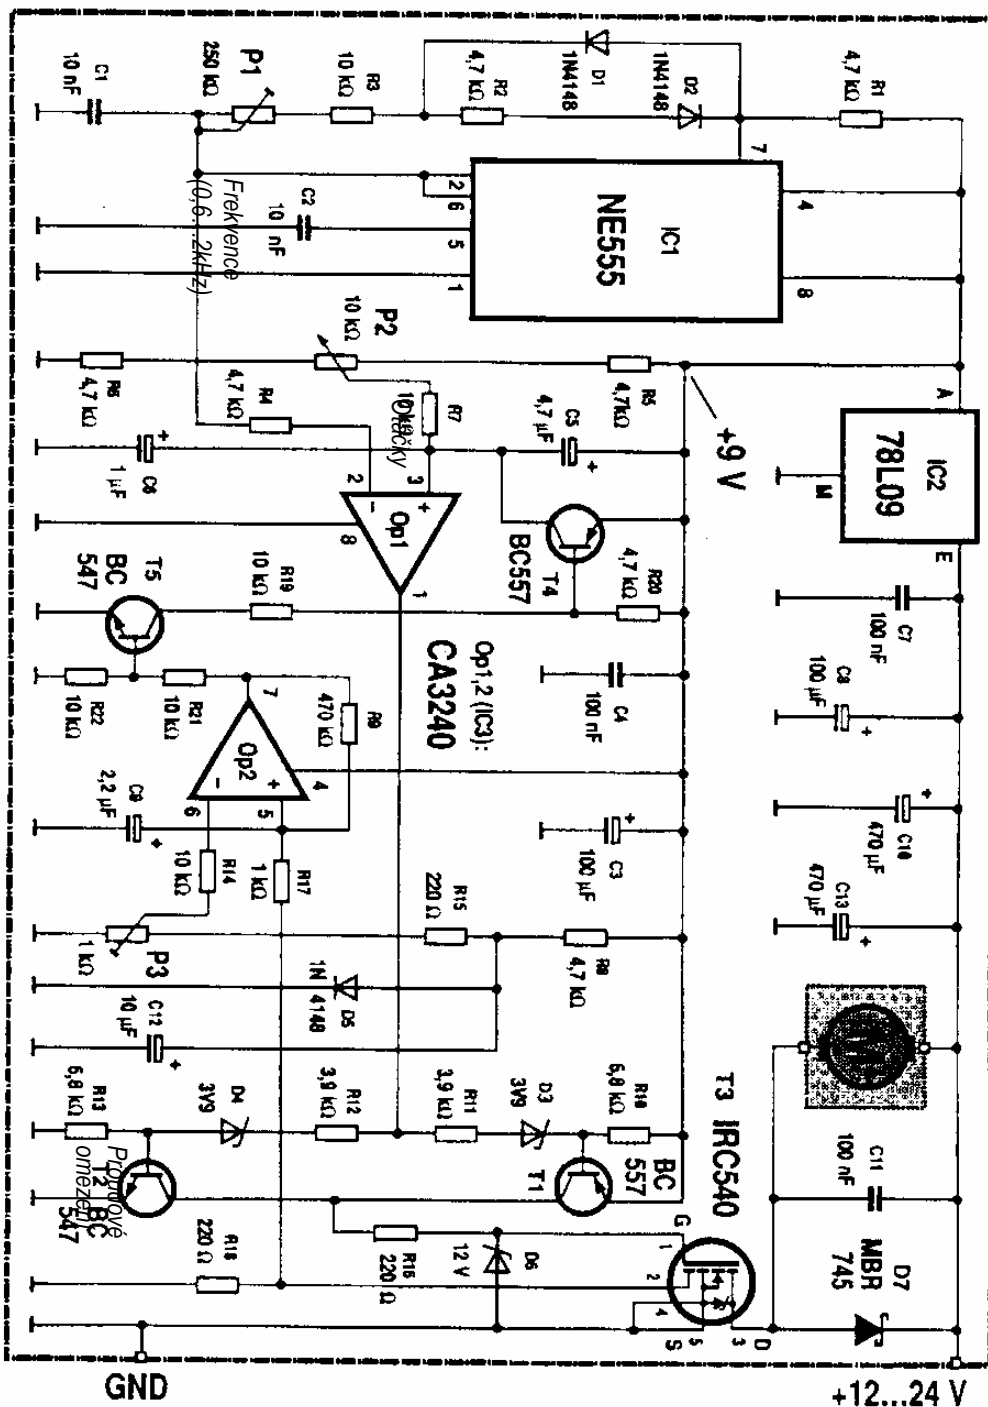 C1
10 nF
P1
250 kΩ
R3
10 kΩ
R2
4,7 kΩ
D1
1N4148
D2
1N4148
R1
4,7 kΩ
7
2
6
5
1
4
8
IC1
NE555
C2
10 nF
Frekvence
(0,6...2kHz)
P2
10 kΩ
R6
4,7 kΩ
R4
4,7 kΩ
R7
10 kΩ
Otáčky
R5
4,7kΩ
+9 V
A
IC2
78L09
M
E
C6
1 µF
+
C5
4,7 µF
+
2
3
-
+
Op1
8
1
T4
BC557
R20
4,7 kΩ
C7
100 nF
T5
BC
547
R19
10 kΩ
Op1,2 (IC3):
CA3240
C4
100 nF
C8
100 µF
+
R22
10 kΩ
R21
10 kΩ
7
R9
470 kΩ
Op2
-
+
4
6
5
C9
2,2 µF
+
R14
10 kΩ
R17
1 kΩ
R15
220 Ω
C3
100 µF
+
C10
470 µF
+
P3
1 kΩ
R8
4,7 kΩ
C13
470 µF
+
D5
1N
4148
C12
10 µF
+
M
R13
6,8 kΩ
D4
3V9
R12
3,9 kΩ
R11
3,9 kΩ
D3
3V9
R10
6,8 kΩ
T3 IRC540
C11
100 nF
Proudové
omezení
T2 BC
547
T1
BC
557
R18
220 Ω
R16
220 Ω
D6
12 V
G
1
2
4
S
5
3
D
D7
MBR
745
GND
+12...24 V